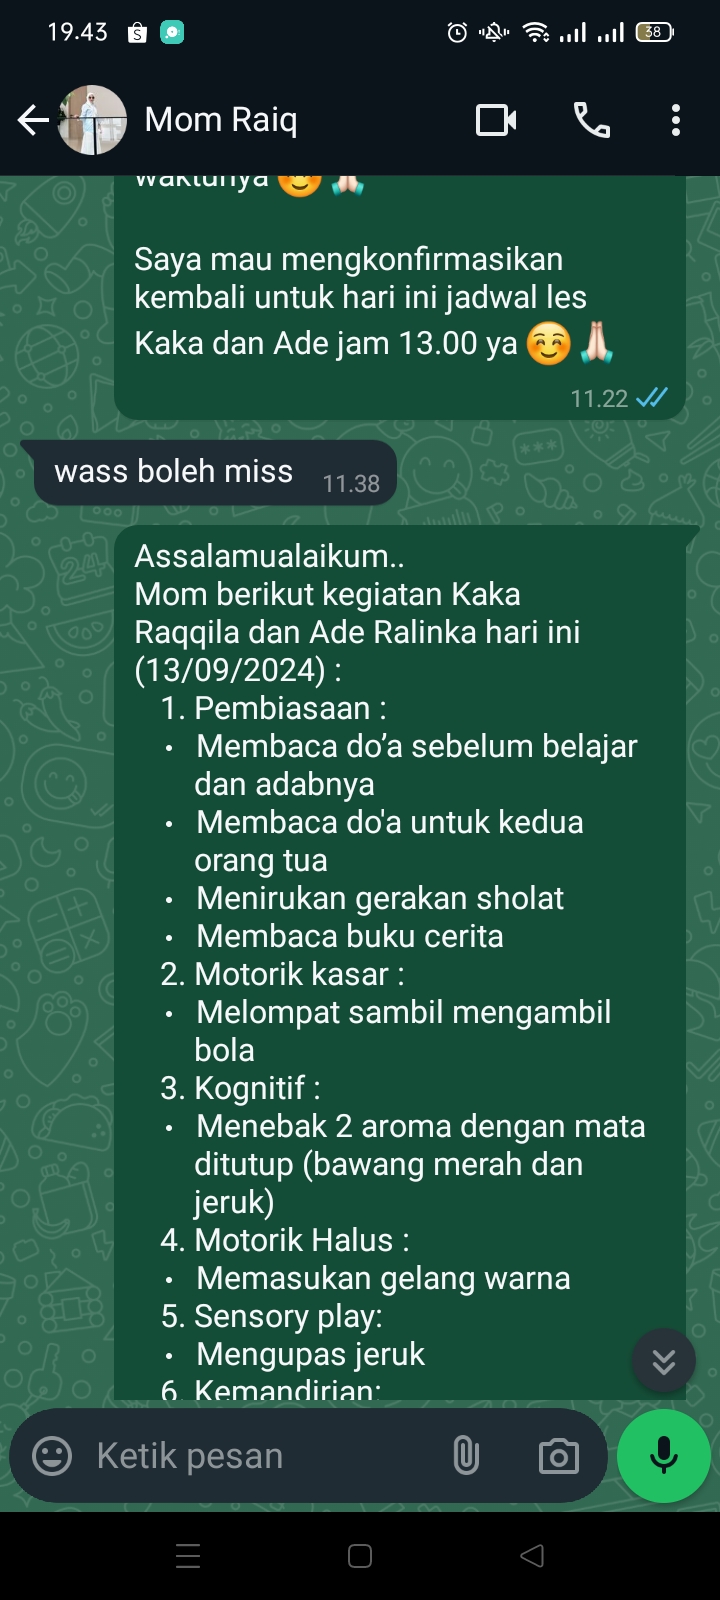 19.43
38
Mom Raiq
waktunya 😊🙏🏻
Saya mau mengkonfirmasikan
kembali untuk hari ini jadwal les
Kaka dan Ade jam 13.00 ya 😊🙏🏻
11.22
wass boleh miss 11.38
Assalamualaikum..
Mom berikut kegiatan Kaka
Raqqila dan Ade Ralinka hari ini
(13/09/2024) :
1. Pembiasaan :
• Membaca do’a sebelum belajar
dan adabnya
• Membaca do'a untuk kedua
orang tua
• Menirukan gerakan sholat
• Membaca buku cerita
2. Motorik kasar :
• Melompat sambil mengambil
bola
3. Kognitif :
• Menebak 2 aroma dengan mata
ditutup (bawang merah dan
jeruk)
4. Motorik Halus :
• Memasukan gelang warna
5. Sensory play:
• Mengupas jeruk
6. Kemandirian:
Ketik pesan